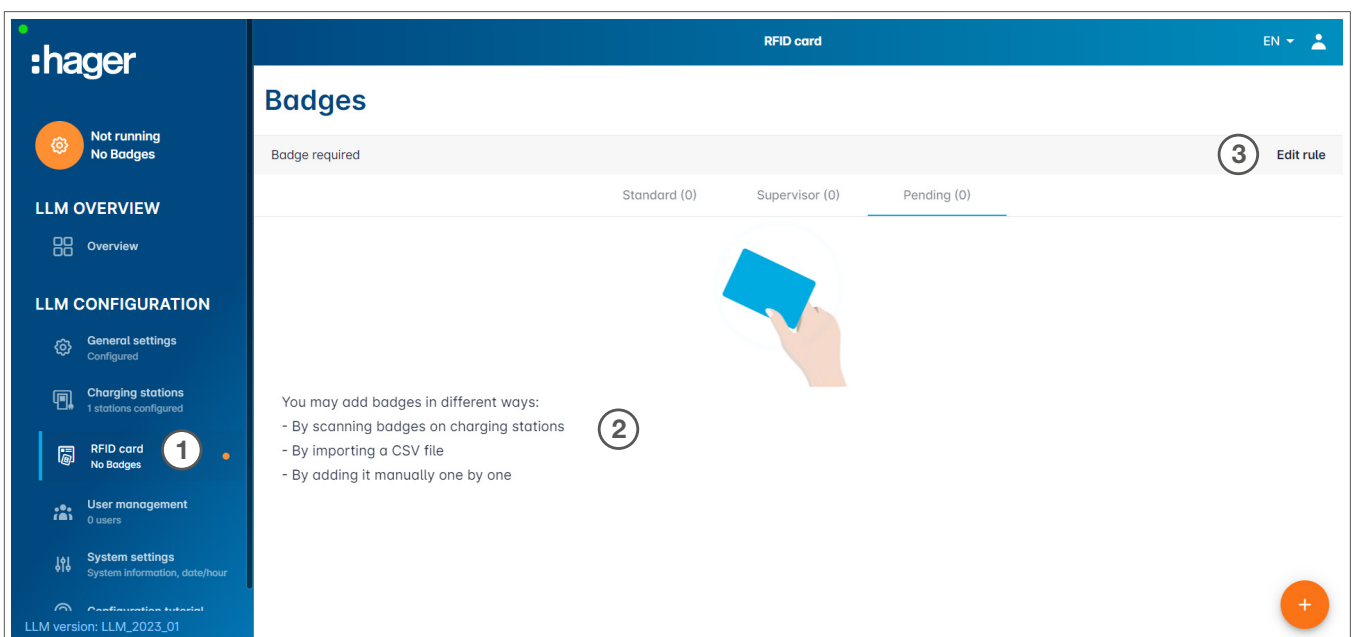 :hager
RFID card
EN
Badges
Not running
No Badges
Badge required
3
Edit rule
Standard (0)
Supervisor (0)
Pending (0)
LLM OVERVIEW
Overview
LLM CONFIGURATION
General settings
Configured
Charging stations
1 stations configured
RFID card
No Badges
1
User management
0 users
System settings
System information, date/hour
Configuration tutorial
LLM version: LLM_2023_01
You may add badges in different ways:
- By scanning badges on charging stations
- By importing a CSV file
- By adding it manually one by one
2
+